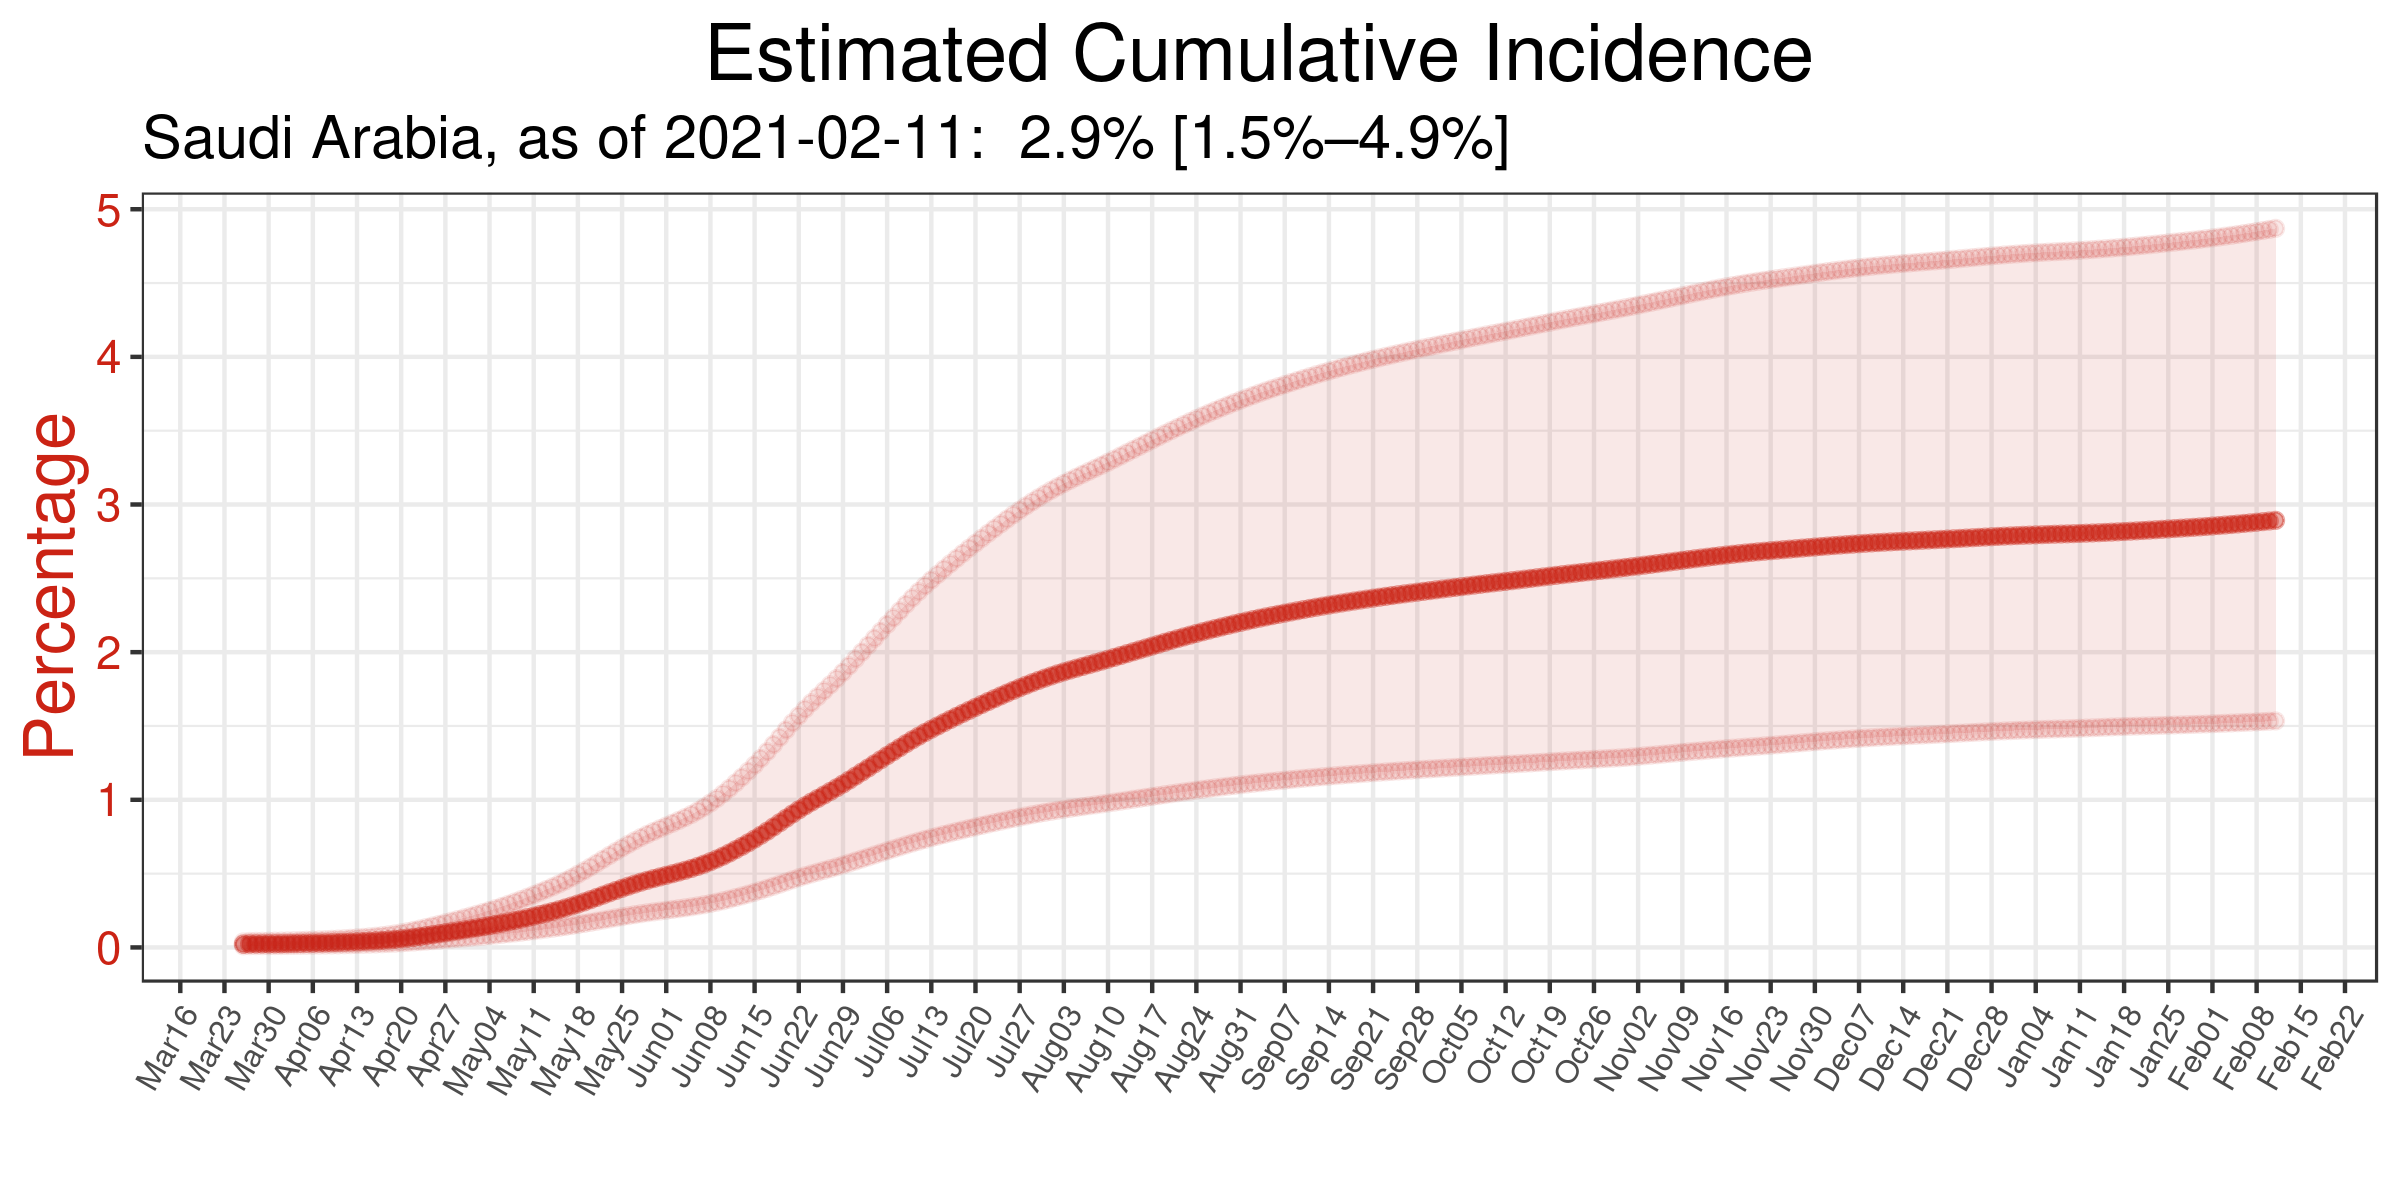 Estimated Cumulative Incidence
Saudi Arabia, as of 2021-02-11:  2.9% [1.5%–4.9%]
Percentage
5
4
3
2
1
0
Mar16
Mar23
Mar30
Apr06
Apr13
Apr20
Apr27
May04
May11
May18
May25
Jun01
Jun08
Jun15
Jun22
Jun29
Jul06
Jul13
Jul20
Jul27
Aug03
Aug10
Aug17
Aug24
Aug31
Sep07
Sep14
Sep21
Sep28
Oct05
Oct12
Oct19
Oct26
Nov02
Nov09
Nov16
Nov23
Nov30
Dec07
Dec14
Dec21
Dec28
Jan04
Jan11
Jan18
Jan25
Feb01
Feb08
Feb15
Feb22